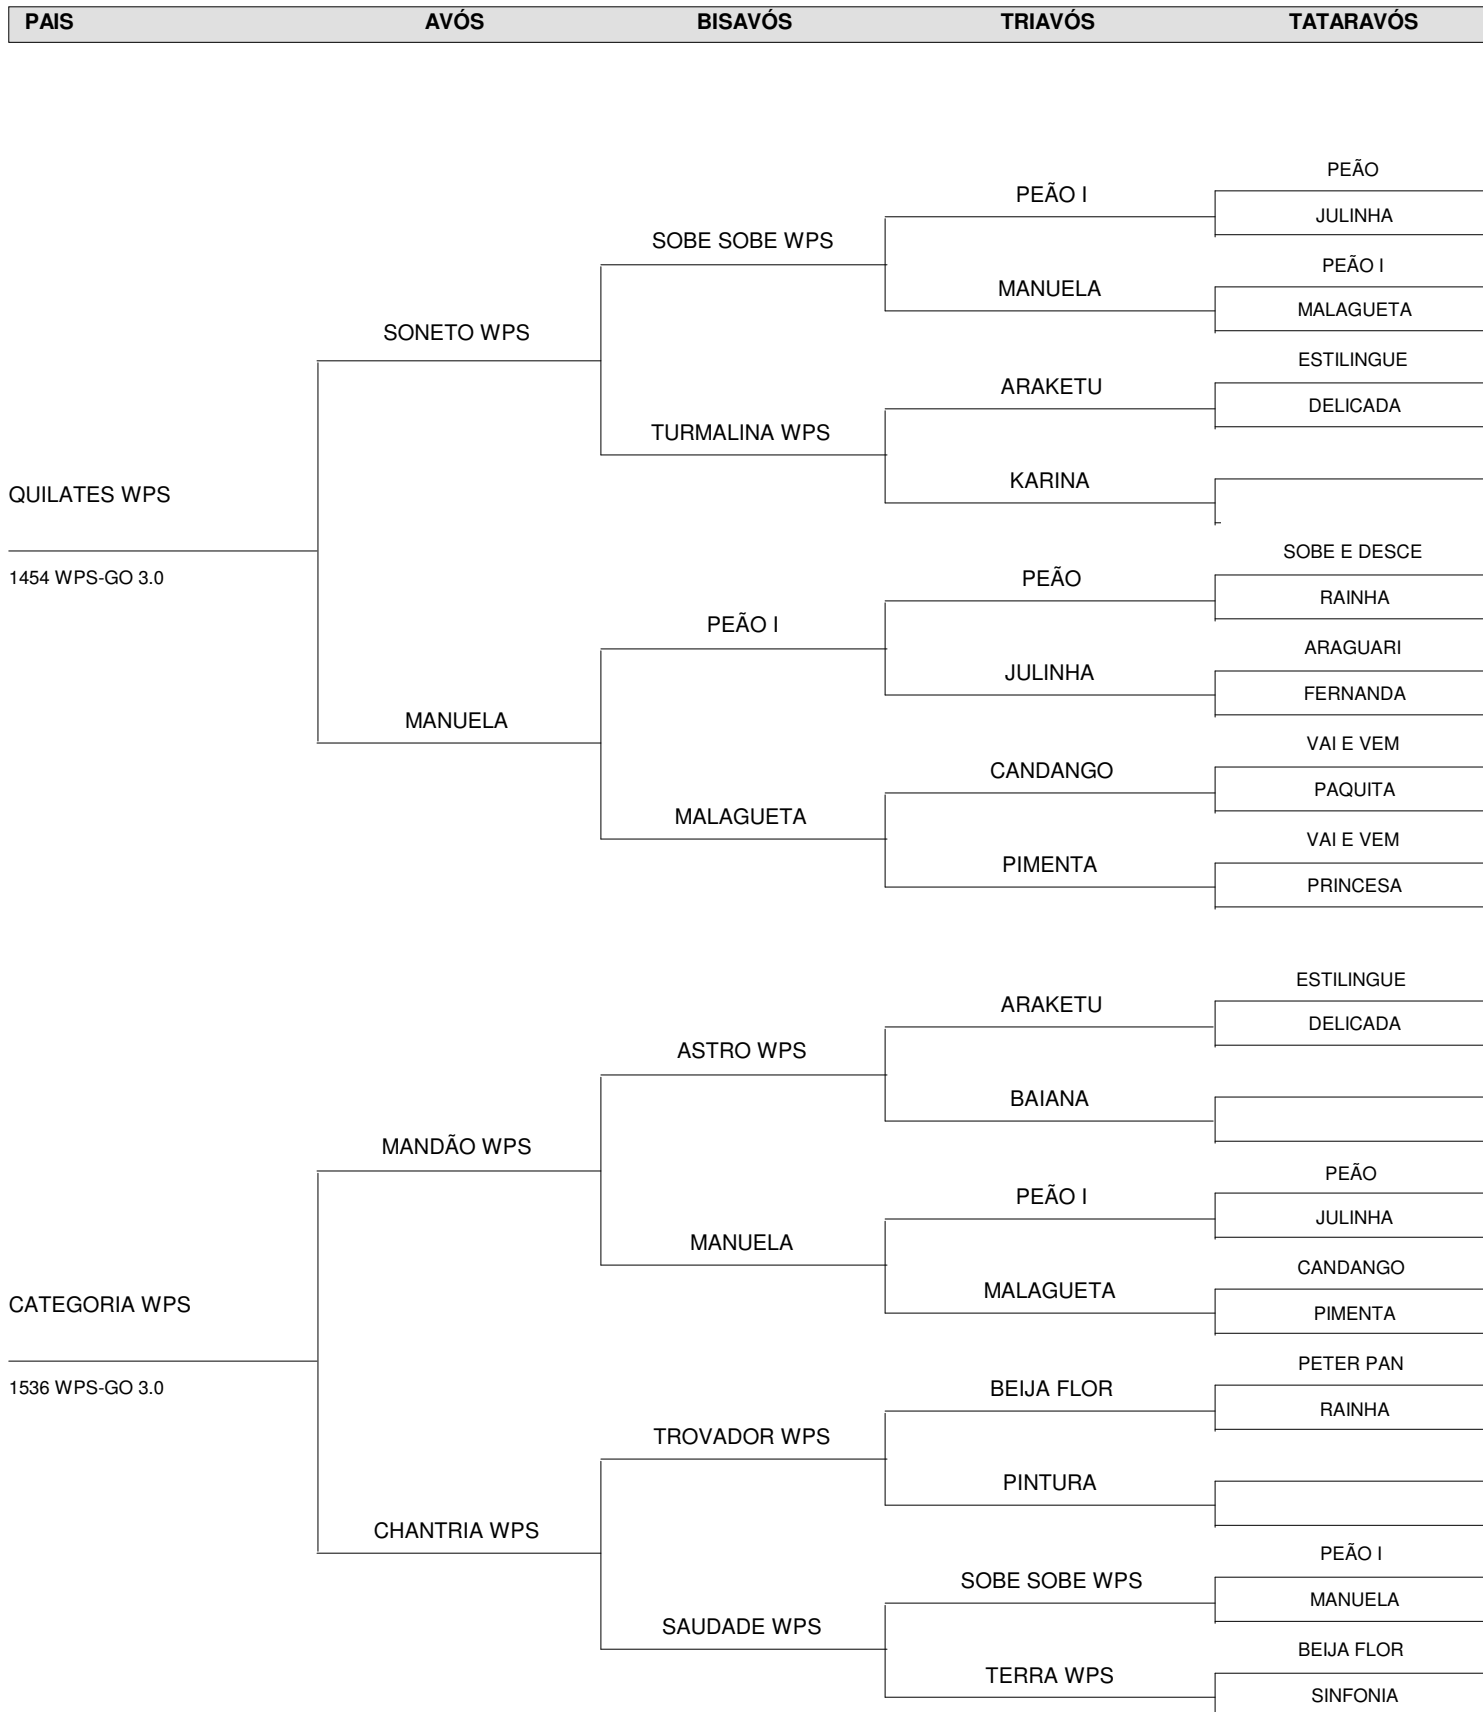 PAIS AVÓS BISAVÓS TRIAVÓS TATARAVÓS
PEÃO
PEÃO I
JULINHA
SOBE SOBE WPS
PEÃO I
MANUELA
MALAGUETA
SONETO WPS
ESTILINGUE
ARAKETU
DELICADA
TURMALINA WPS
KARINA
QUILATES WPS
SOBE E DESCE
1454 WPS-GO 3.0
PEÃO
RAINHA
PEÃO I
ARAGUARI
JULINHA
FERNANDA
MANUELA
VAI E VEM
CANDANGO
PAQUITA
MALAGUETA
VAI E VEM
PIMENTA
PRINCESA
ESTILINGUE
ARAKETU
DELICADA
ASTRO WPS
BAIANA
MANDÃO WPS
PEÃO
PEÃO I
JULINHA
MANUELA
CANDANGO
MALAGUETA
CATEGORIA WPS
PIMENTA
PETER PAN
1536 WPS-GO 3.0
BEIJA FLOR
RAINHA
TROVADOR WPS
PINTURA
CHANTRIA WPS
PEÃO I
SOBE SOBE WPS
MANUELA
SAUDADE WPS
BEIJA FLOR
TERRA WPS
SINFONIA